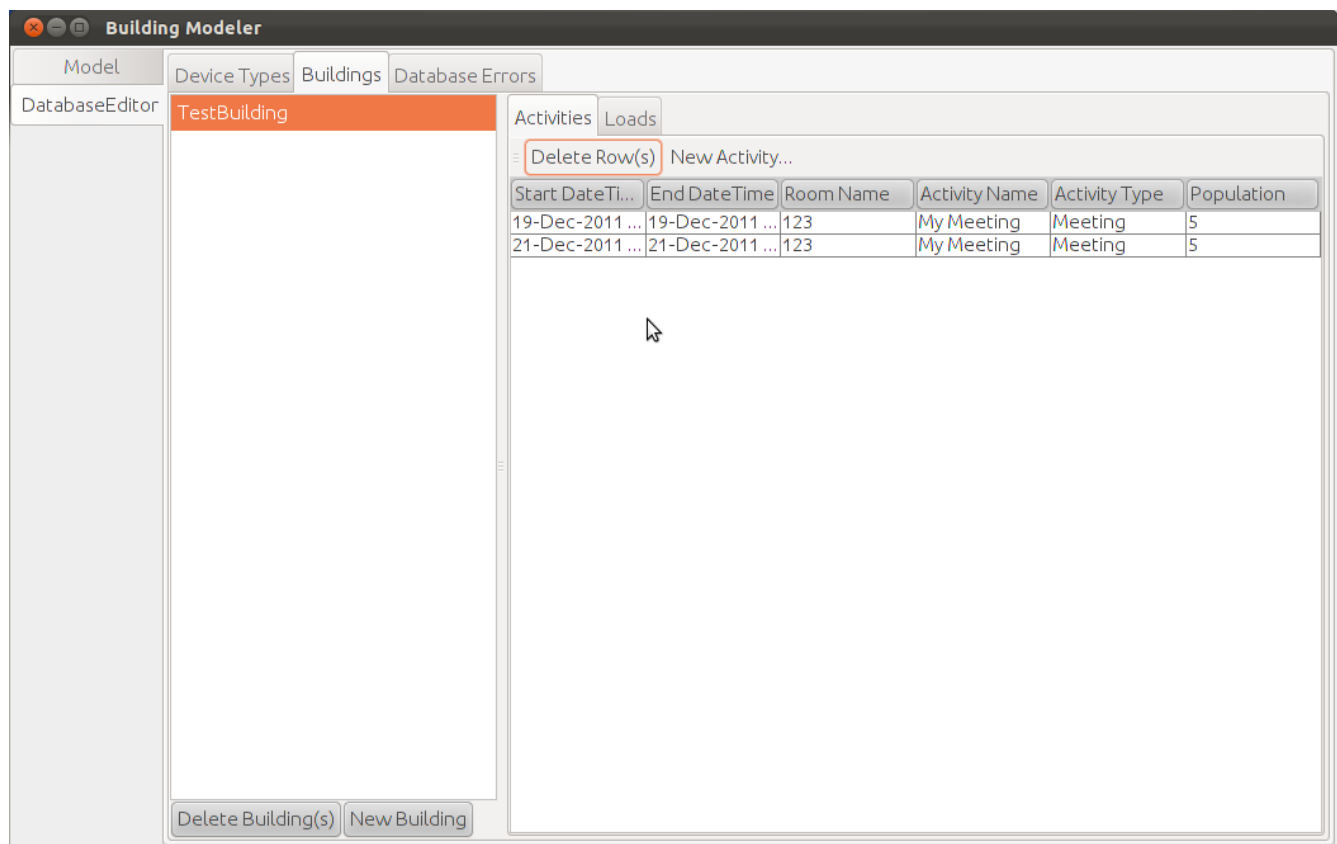 Building Modeler
Model
DatabaseEditor
Device Types Buildings Database Errors
TestBuilding
Activities Loads
Delete Row(s) New Activity...
Start DateTi... End DateTime Room Name Activity Name Activity Type Population
19-Dec-2011 ... 19-Dec-2011 ... 123 My Meeting Meeting 5
21-Dec-2011 ... 21-Dec-2011 ... 123 My Meeting Meeting 5
Delete Building(s) New Building